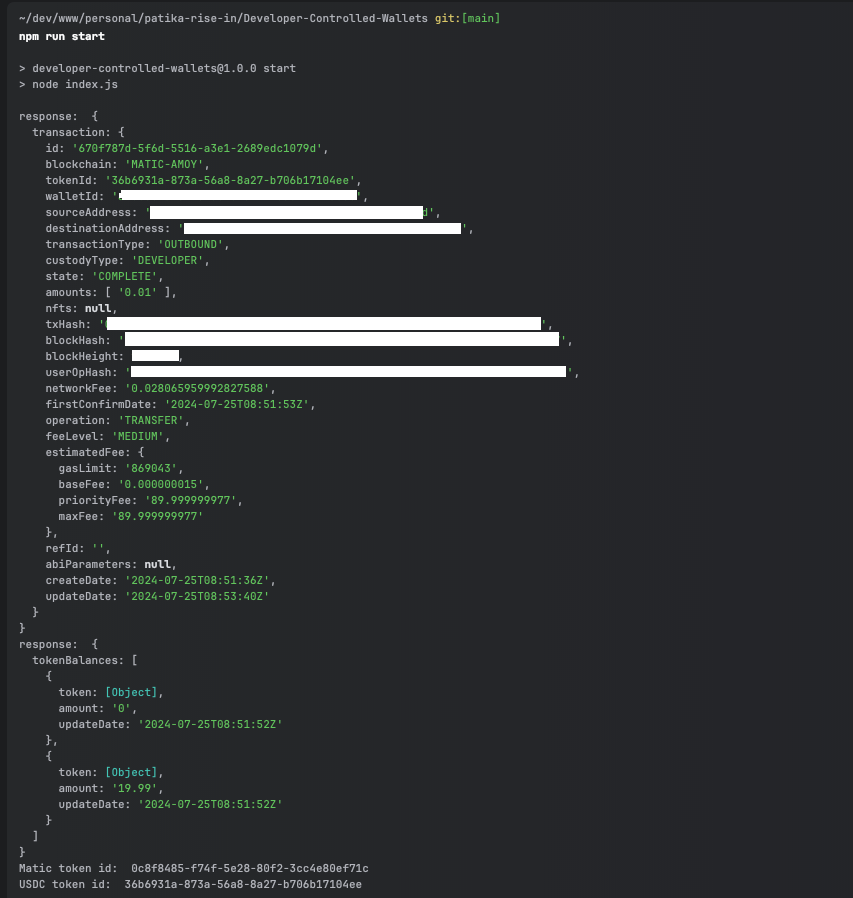 ~/dev/www/personal/patika-rise-in/Developer-Controlled-Wallets git:[main]
npm run start
> developer-controlled-wallets@1.0.0 start
> node index.js
response:  {
  transaction: {
    id: '670f787d-5f6d-5516-a3e1-2689edc1079d',
    blockchain: 'MATIC-AMOY',
    tokenId: '36b6931a-873a-56a8-8a27-b706b17104ee',
    walletId: '',
    sourceAddress: 'd',
    destinationAddress: '',
    transactionType: 'OUTBOUND',
    custodyType: 'DEVELOPER',
    state: 'COMPLETE',
    amounts: [ '0.01' ],
    nfts: null,
    txHash: '',
    blockHash: '',
    blockHeight: ,
    userOpHash: '',
    networkFee: '0.028065959992827588',
    firstConfirmDate: '2024-07-25T08:51:53Z',
    operation: 'TRANSFER',
    feeLevel: 'MEDIUM',
    estimatedFee: {
      gasLimit: '869043',
      baseFee: '0.000000015',
      priorityFee: '89.999999977',
      maxFee: '89.999999977'
    },
    refId: '',
    abiParameters: null,
    createDate: '2024-07-25T08:51:36Z',
    updateDate: '2024-07-25T08:53:40Z'
  }
}
response:  {
  tokenBalances: [
    {
      token: [Object],
      amount: '0',
      updateDate: '2024-07-25T08:51:52Z'
    },
    {
      token: [Object],
      amount: '19.99',
      updateDate: '2024-07-25T08:51:52Z'
    }
  ]
}
Matic token id:  0c8f8485-f74f-5e28-80f2-3cc4e80ef71c
USDC token id:  36b6931a-873a-56a8-8a27-b706b17104ee